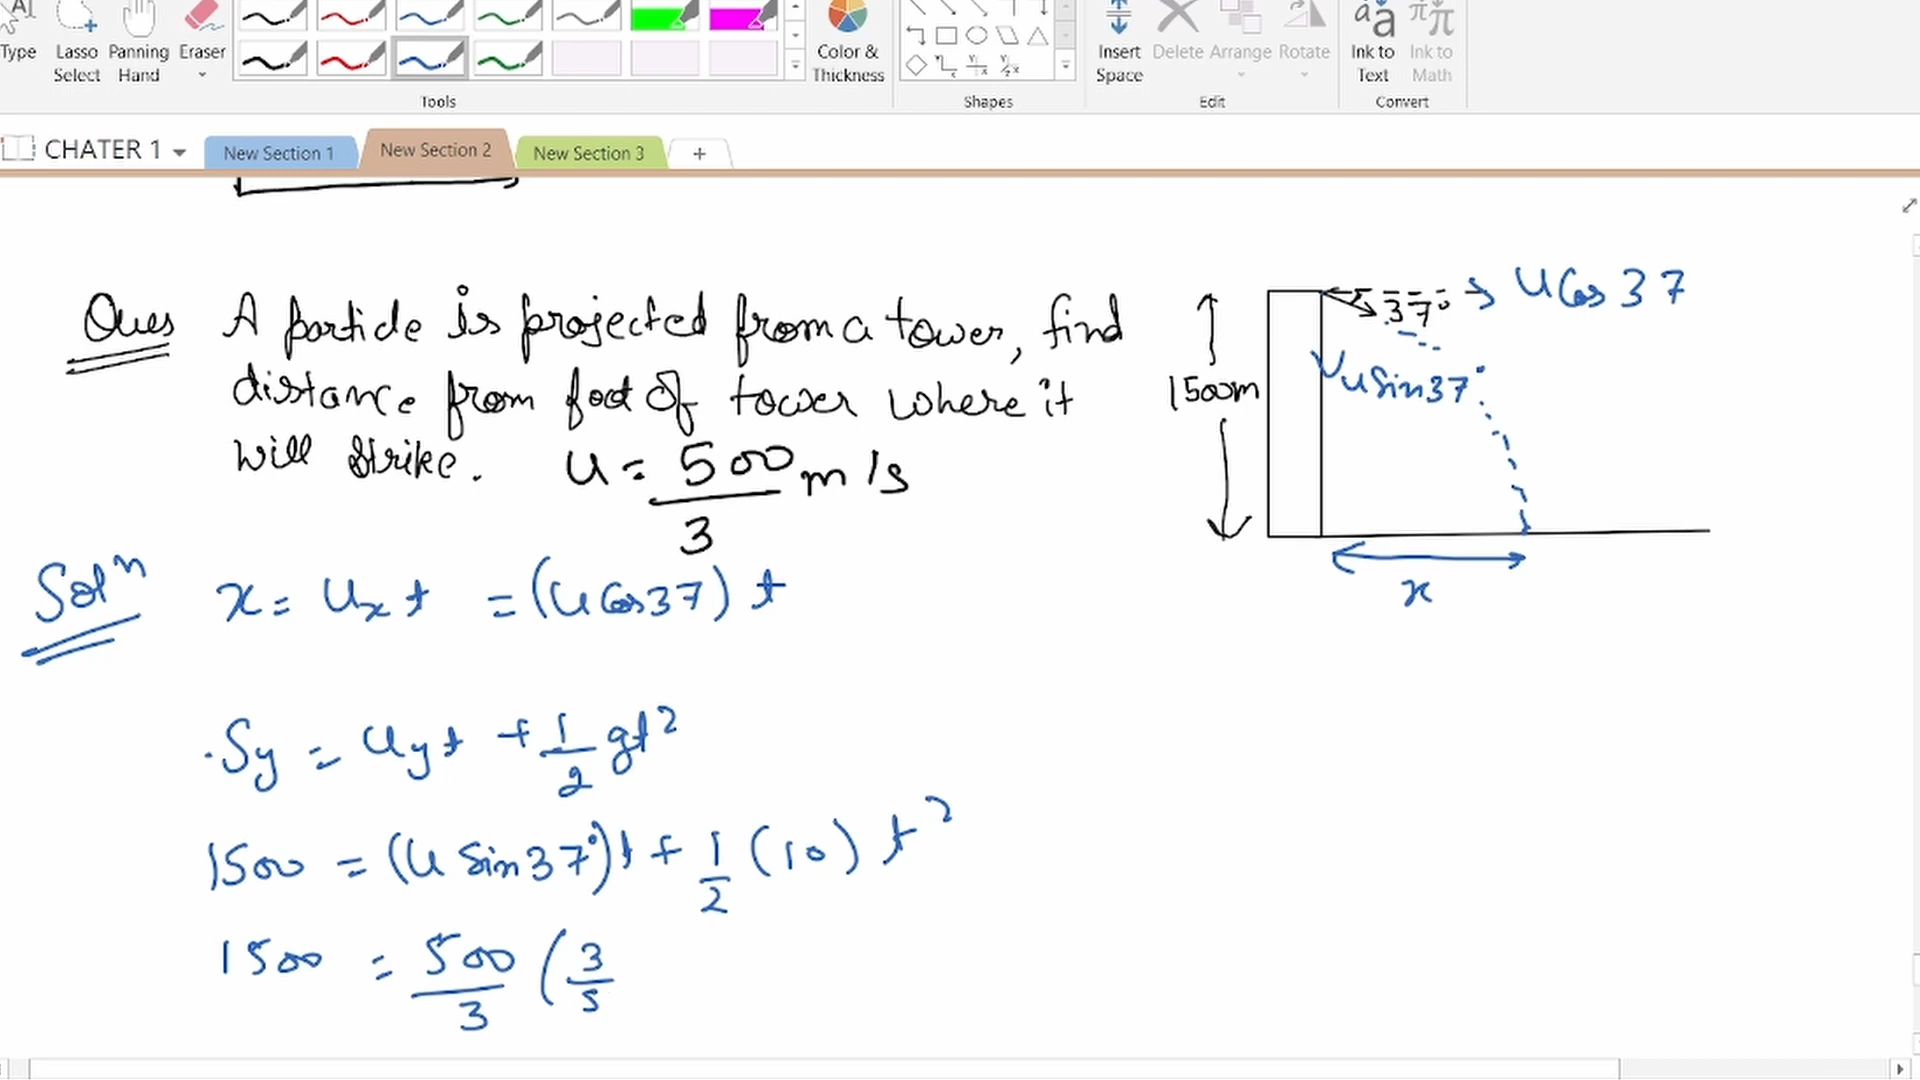 Type
Lasso Select
Panning Hand
Eraser
Color & Thickness
Insert Space
Delete
Arrange
Rotate
Ink to Text
Ink to Math
Tools
Shapes
Edit
Convert
CHATER 1
New Section 1
New Section 2
New Section 3
+
Ques A particle is projected from a tower, find
distance from foot of tower where it
will strike. u = 500/3 m/s
37°
u Cos 37
1500m
u Sin 37°
x
Solⁿ x = uₓt = (u Cos 37) t
Sy = uyt + 1/2 gt²
1500 = (u Sin 37°)t + 1/2 (10) t²
1500 = 500/3 (3/5